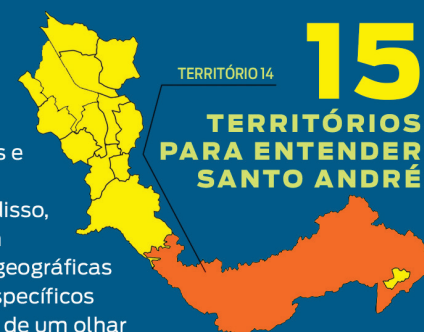 TERRITÓRIO 14
15
TERRITÓRIOS
PARA ENTENDER
SANTO ANDRÉ
s e
disso,
geográficas
specíficos
de um olhar